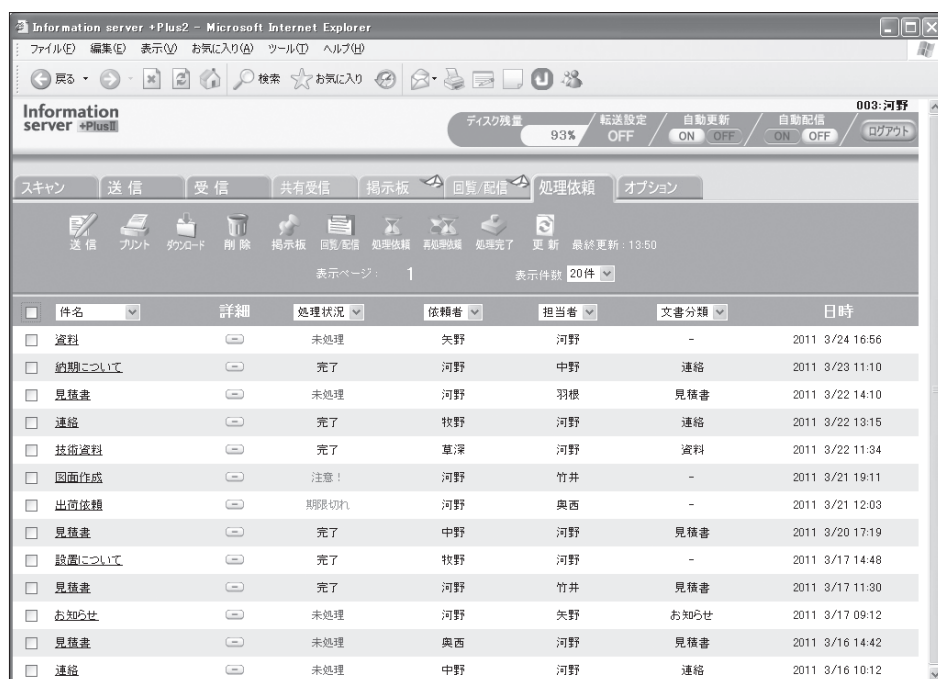 Information server +Plus2 - Microsoft Internet Explorer
ファイル(F) 編集(E) 表示(V) お気に入り(A) ツール(T) ヘルプ(H)
戻る 検索 お気に入り
003:河野
Information server +PlusII
ディスク残量 93% 転送設定 OFF 自動更新 ON OFF 自動配信 ON OFF ログアウト
スキャン 送信 受信 共有受信 掲示板 回覧/配信 処理依頼 オプション
送信 プリント ダウンロード 削除 掲示板 回覧/配信 処理依頼 再処理依頼 処理完了 更新 最終更新:13:50
表示ページ: 1 表示件数 20件
件名 詳細 処理状況 依頼者 担当者 文書分類 日時
資料 未処理 矢野 河野 - 2011 3/24 16:56
納期について 完了 河野 中野 連絡 2011 3/23 11:10
見積書 未処理 河野 羽根 見積書 2011 3/22 14:10
連絡 完了 牧野 河野 連絡 2011 3/22 13:15
技術資料 完了 草深 河野 資料 2011 3/22 11:34
図面作成 注意! 河野 竹井 - 2011 3/21 19:11
出荷依頼 期限切れ 河野 奥西 - 2011 3/21 12:03
見積書 完了 中野 河野 見積書 2011 3/20 17:19
設置について 完了 牧野 河野 - 2011 3/17 14:48
見積書 完了 河野 竹井 見積書 2011 3/17 11:30
お知らせ 未処理 河野 矢野 お知らせ 2011 3/17 09:12
見積書 未処理 奥西 河野 見積書 2011 3/16 14:42
連絡 未処理 中野 河野 連絡 2011 3/16 10:12